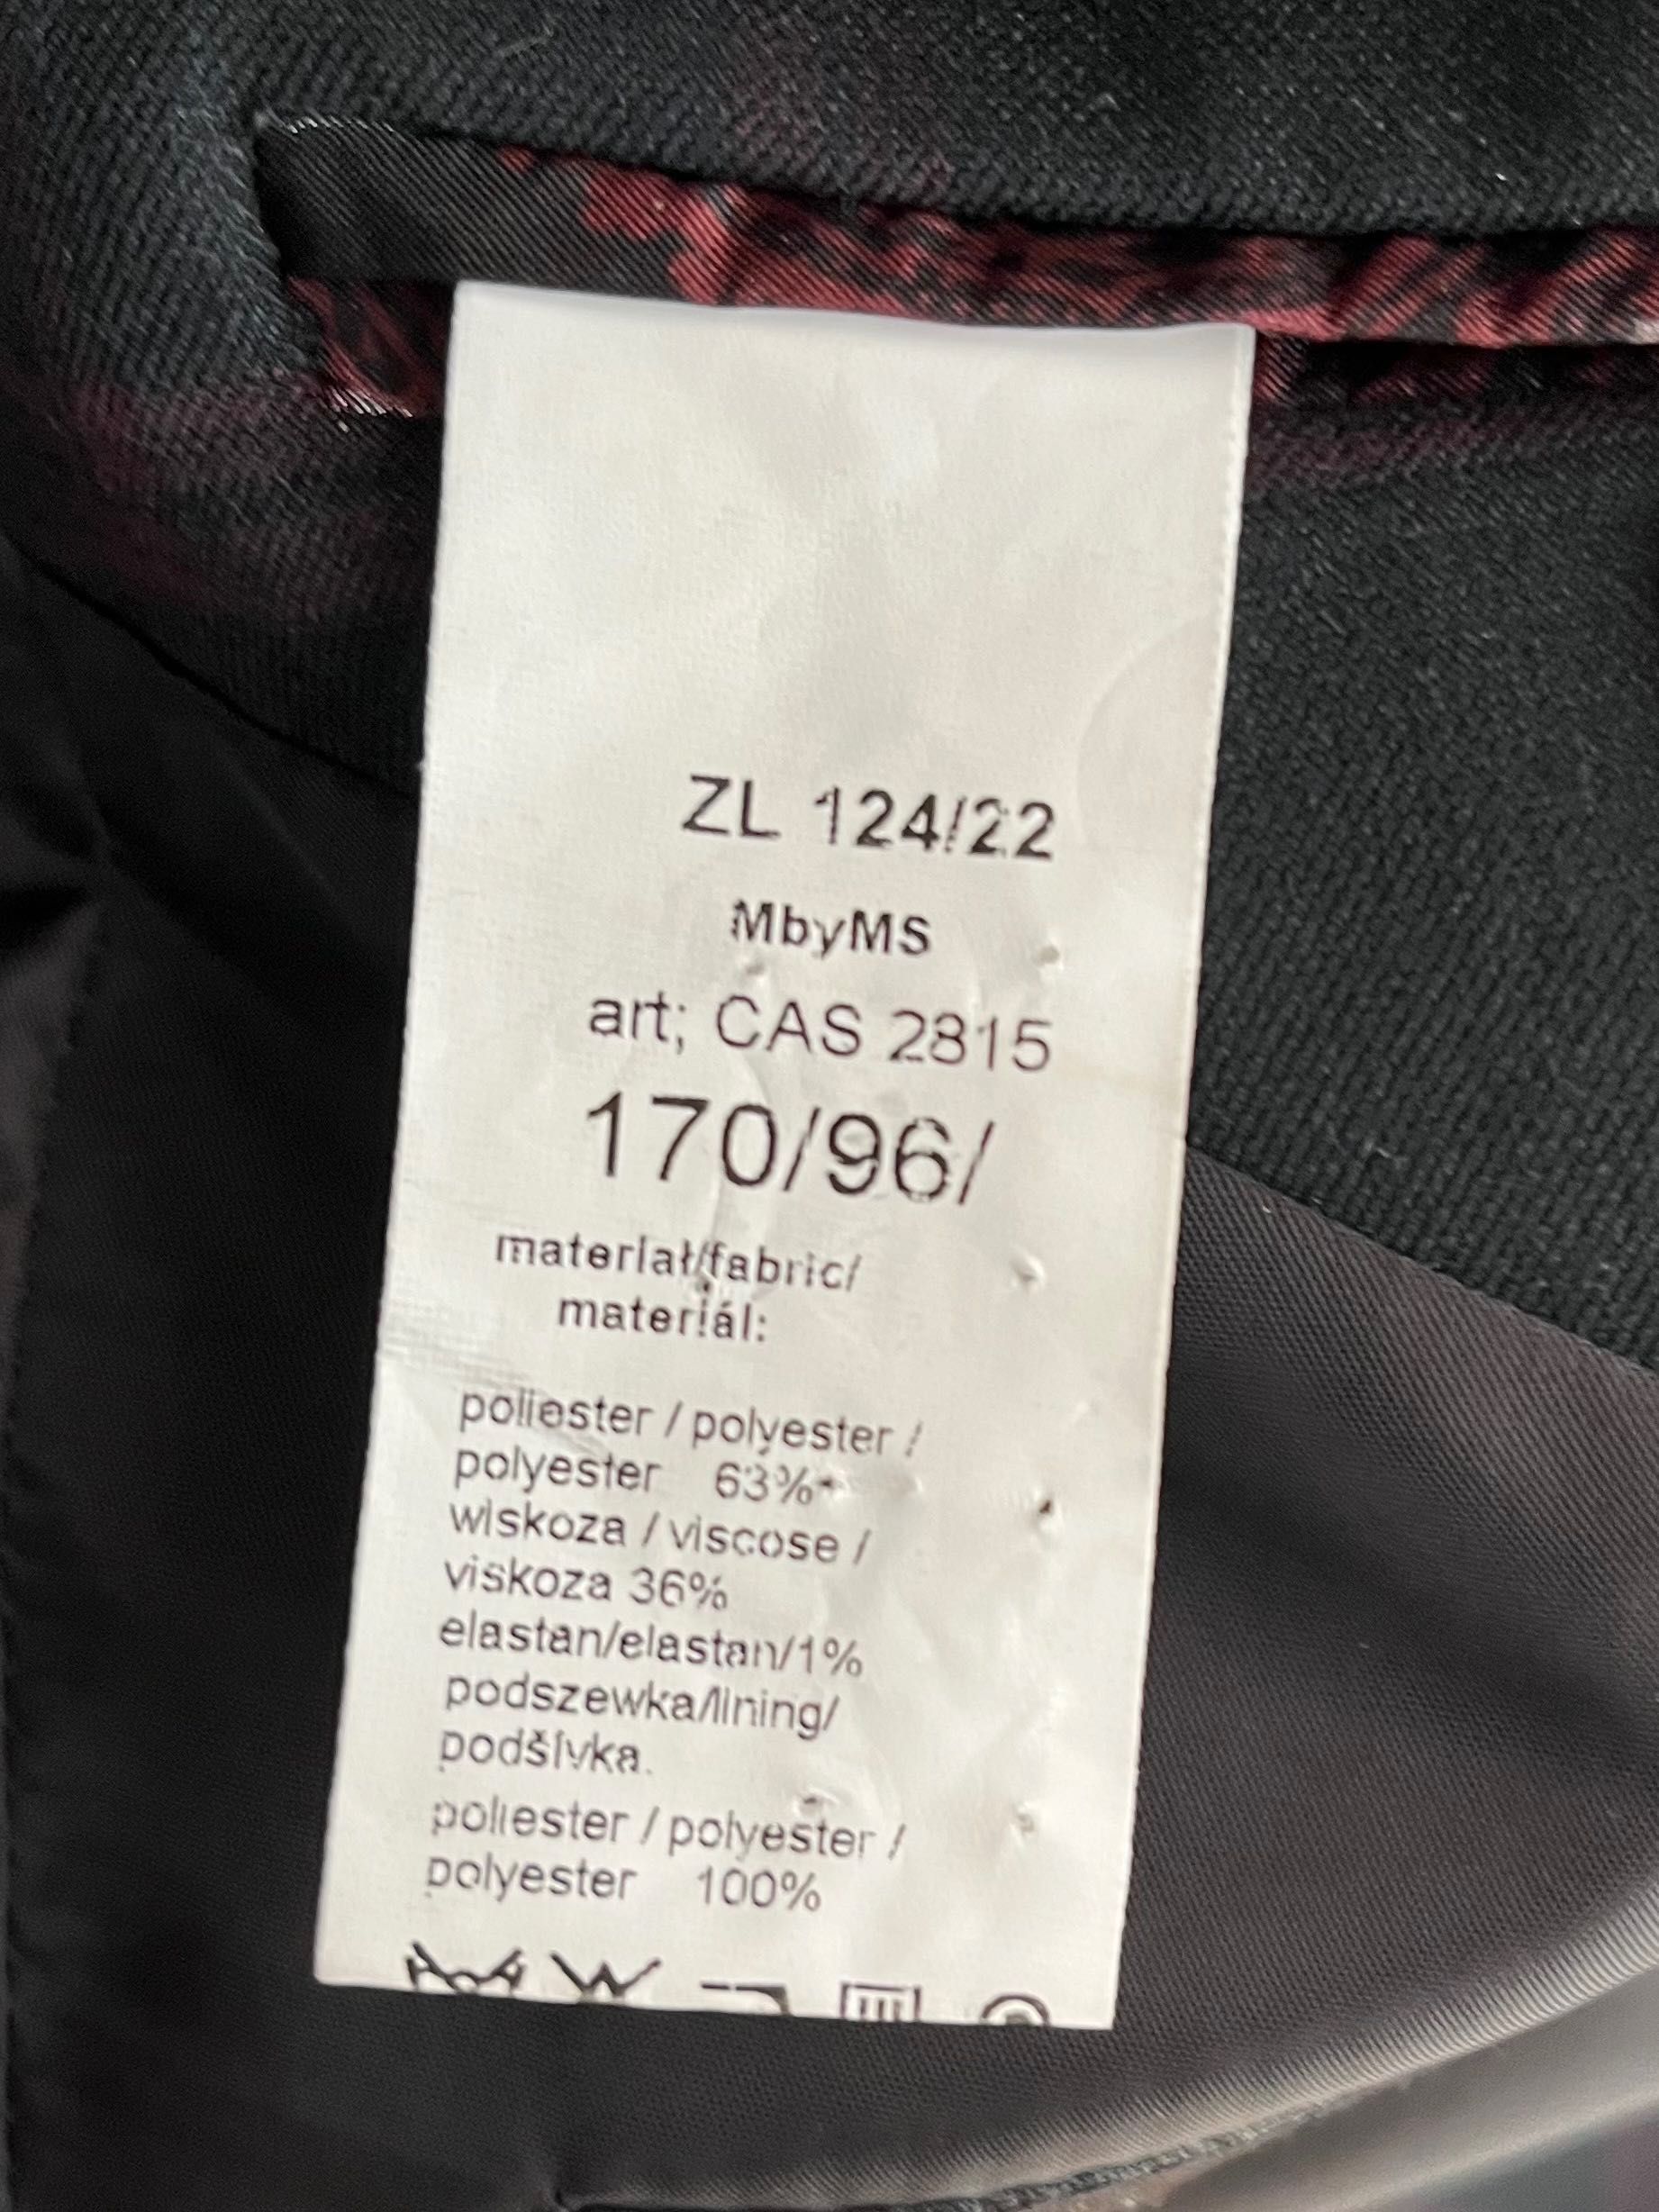 ZL 124/22
MbyMS
art; CAS 2815
170/96/
materiał/fabric/
materiál:
poliester / polyester /
polyester 63%
wiskoza / viscose /
viskoza 36%
elastan/elastan/1%
podszewka/lining/
podšívka.
poliester / polyester /
polyester 100%